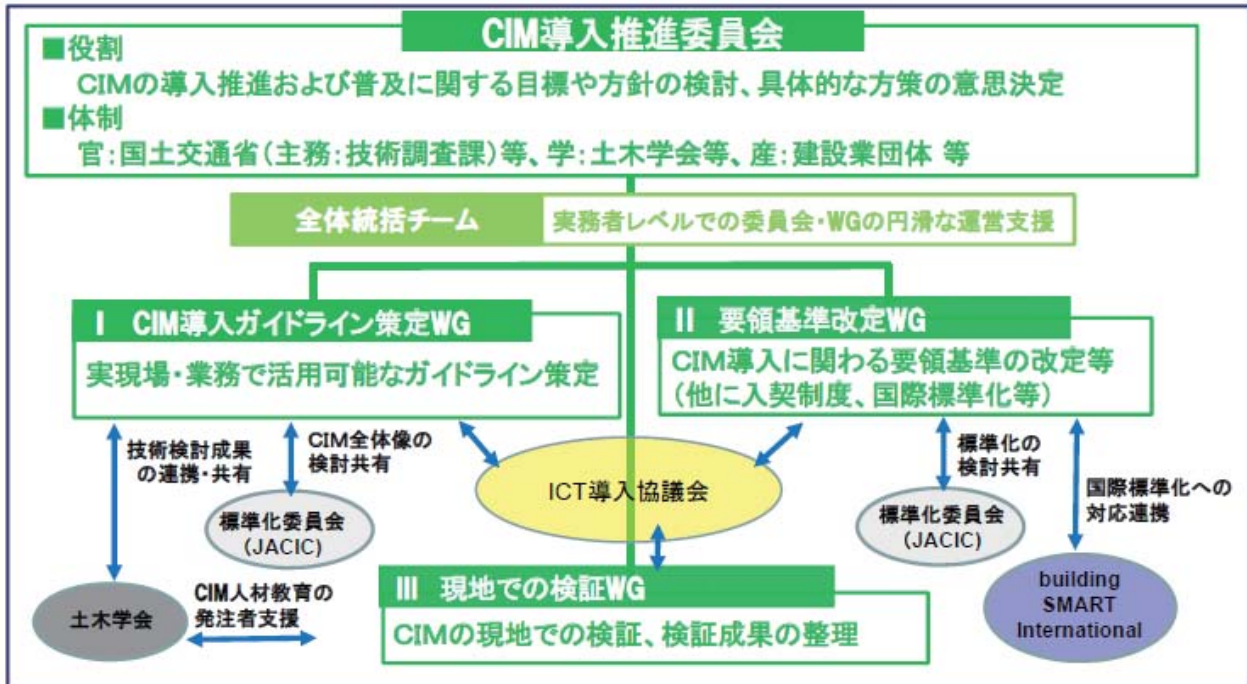 CIM導入推進委員会
■役割
CIMの導入推進および普及に関する目標や方針の検討、具体的な方策の意思決定
■体制
官：国土交通省（主務：技術調査課）等、学：土木学会等、産：建設業団体 等
全体統括チーム
実務者レベルでの委員会・WGの円滑な運営支援
Ⅰ CIM導入ガイドライン策定WG
実現場・業務で活用可能なガイドライン策定
Ⅱ 要領基準改定WG
CIM導入に関わる要領基準の改定等
（他に入契制度、国際標準化等）
技術検討成果
の連携・共有
CIM全体像の
検討共有
標準化委員会
(JACIC)
ICT導入協議会
標準化の
検討共有
標準化委員会
(JACIC)
国際標準化への
対応連携
building
SMART
International
土木学会
CIM人材教育の
発注者支援
Ⅲ 現地での検証WG
CIMの現地での検証、検証成果の整理